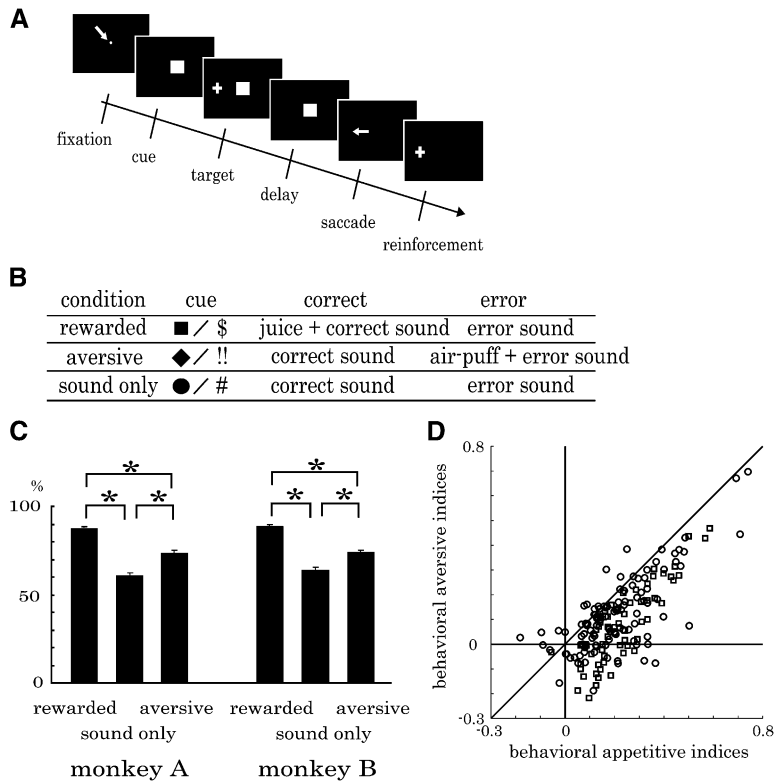 A
fixation
cue
target
delay
saccade
reinforcement
B
condition cue correct error
rewarded ■ / $ juice + correct sound error sound
aversive ◆ / !! correct sound air-puff + error sound
sound only ● / # correct sound error sound
C
%
100
50
0
* * *
* * *
rewarded aversive rewarded aversive
sound only sound only
monkey A monkey B
D
behavioral aversive indices
0.8
0
-0.3
-0.3 0 0.8
behavioral appetitive indices